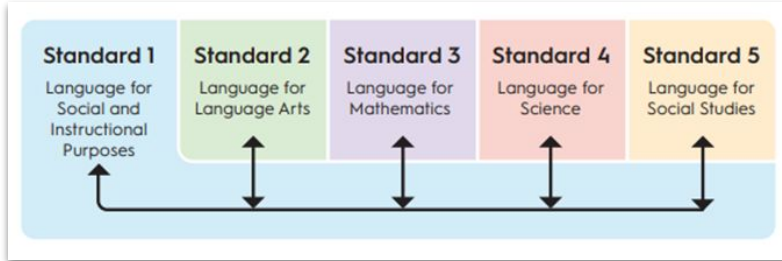 Standard 1
Language for
Social and
Instructional
Purposes
Standard 2
Language for
Language Arts
Standard 3
Language for
Mathematics
Standard 4
Language for
Science
Standard 5
Language for
Social Studies